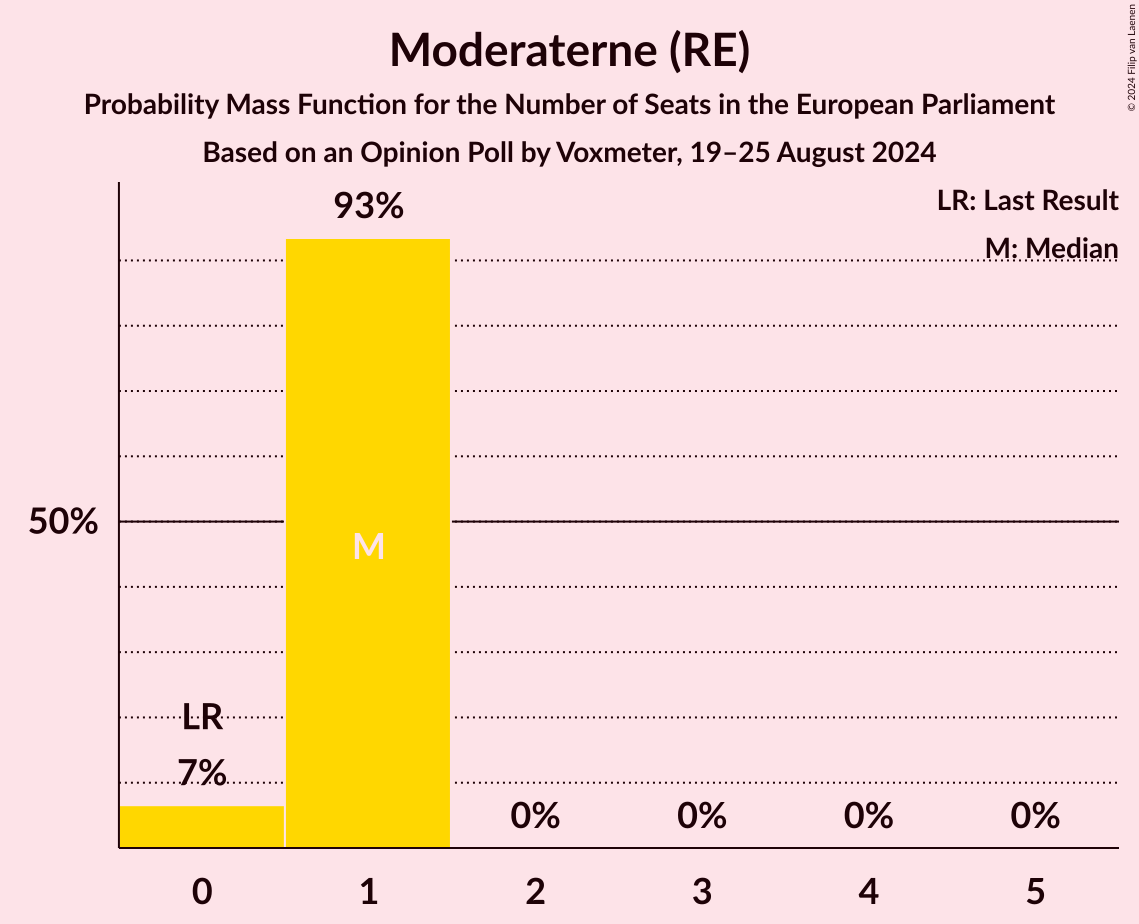 Moderaterne (RE)
Probability Mass Function for the Number of Seats in the European Parliament
Based on an Opinion Poll by Voxmeter, 19–25 August 2024
© 2024 Filip van Laenen
LR: Last Result
M: Median
93%
50%
M
LR
7%
0% 0% 0% 0%
0 1 2 3 4 5